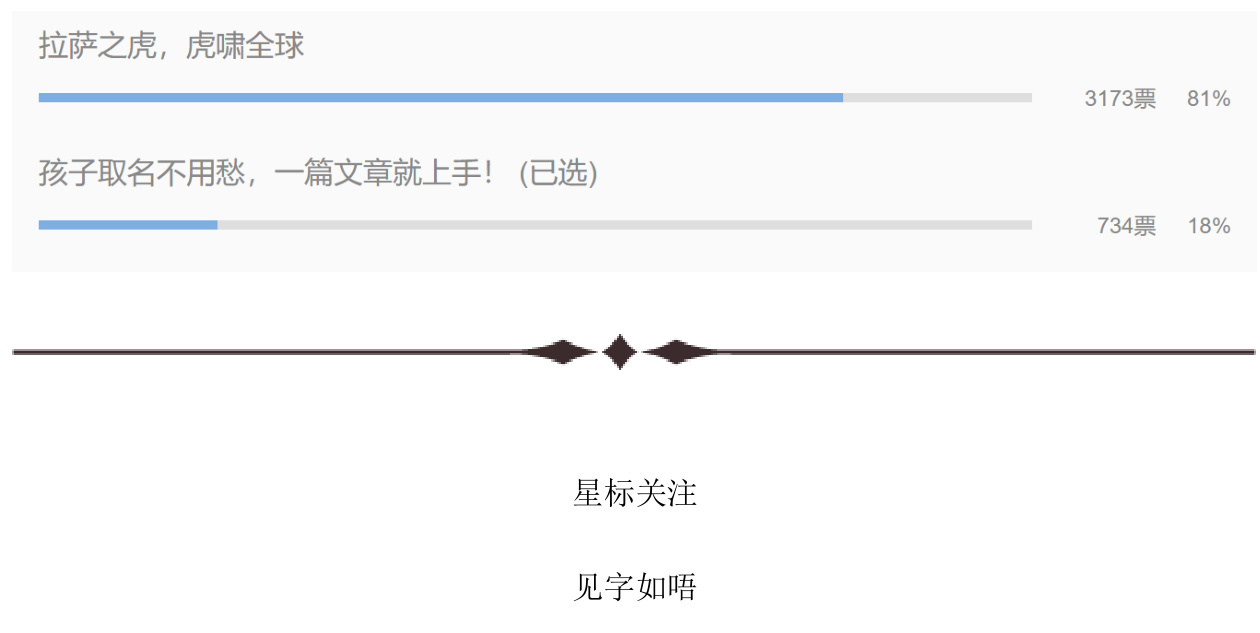 拉萨之虎，虎啸全球
3173票 81%
孩子取名不用愁，一篇文章就上手！ (已选)
734票 18%
星标关注
见字如唔